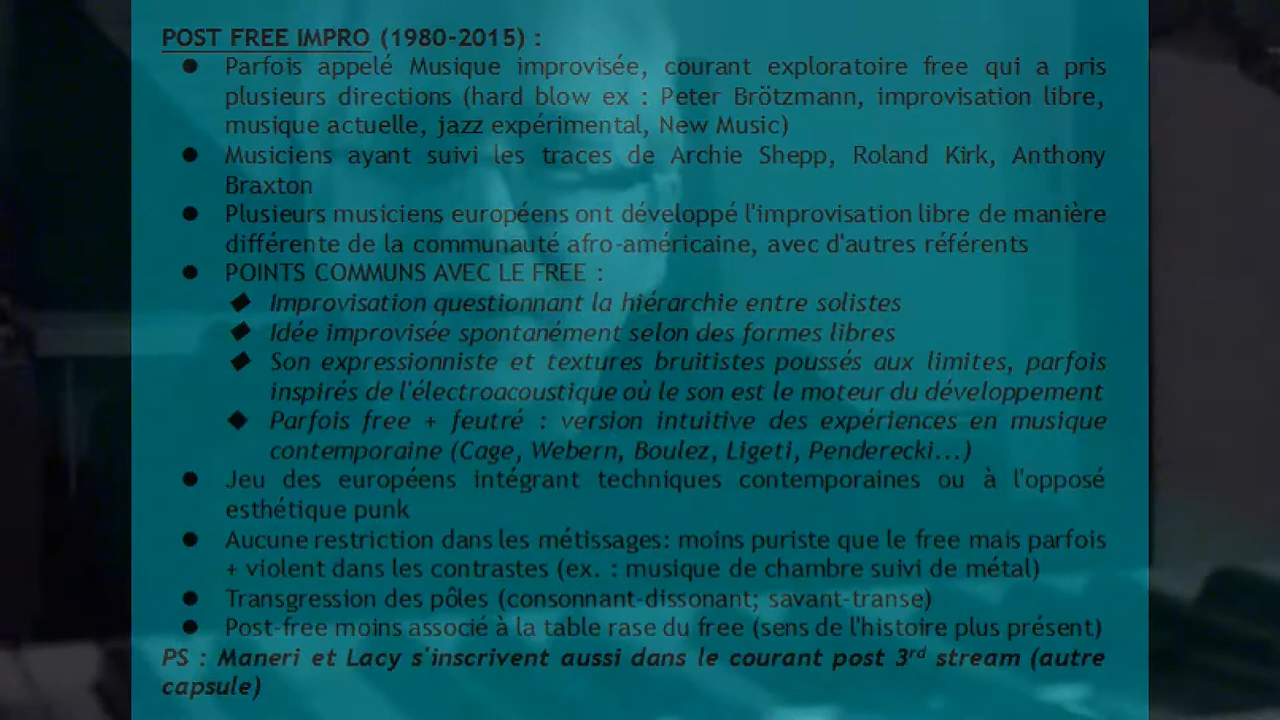 POST FREE IMPRO (1980-2015) :
● Parfois appelé Musique improvisée, courant exploratoire free qui a pris
plusieurs directions (hard blow ex : Peter Brötzmann, improvisation libre,
musique actuelle, jazz expérimental, New Music)
● Musiciens ayant suivi les traces de Archie Shepp, Roland Kirk, Anthony
Braxton
● Plusieurs musiciens européens ont développé l'improvisation libre de manière
différente de la communauté afro-américaine, avec d'autres référents
● POINTS COMMUNS AVEC LE FREE :
◆ Improvisation questionnant la hiérarchie entre solistes
◆ Idée improvisée spontanément selon des formes libres
◆ Son expressionniste et textures bruitistes poussés aux limites, parfois
inspirés de l'électroacoustique où le son est le moteur du développement
◆ Parfois free + feutré : version intuitive des expériences en musique
contemporaine (Cage, Webern, Boulez, Ligeti, Penderecki...)
● Jeu des européens intégrant techniques contemporaines ou à l'opposé
esthétique punk
● Aucune restriction dans les métissages: moins puriste que le free mais parfois
+ violent dans les contrastes (ex. : musique de chambre suivi de métal)
● Transgression des pôles (consonnant-dissonant; savant-transe)
● Post-free moins associé à la table rase du free (sens de l'histoire plus présent)
PS : Maneri et Lacy s'inscrivent aussi dans le courant post 3rd stream (autre
capsule)